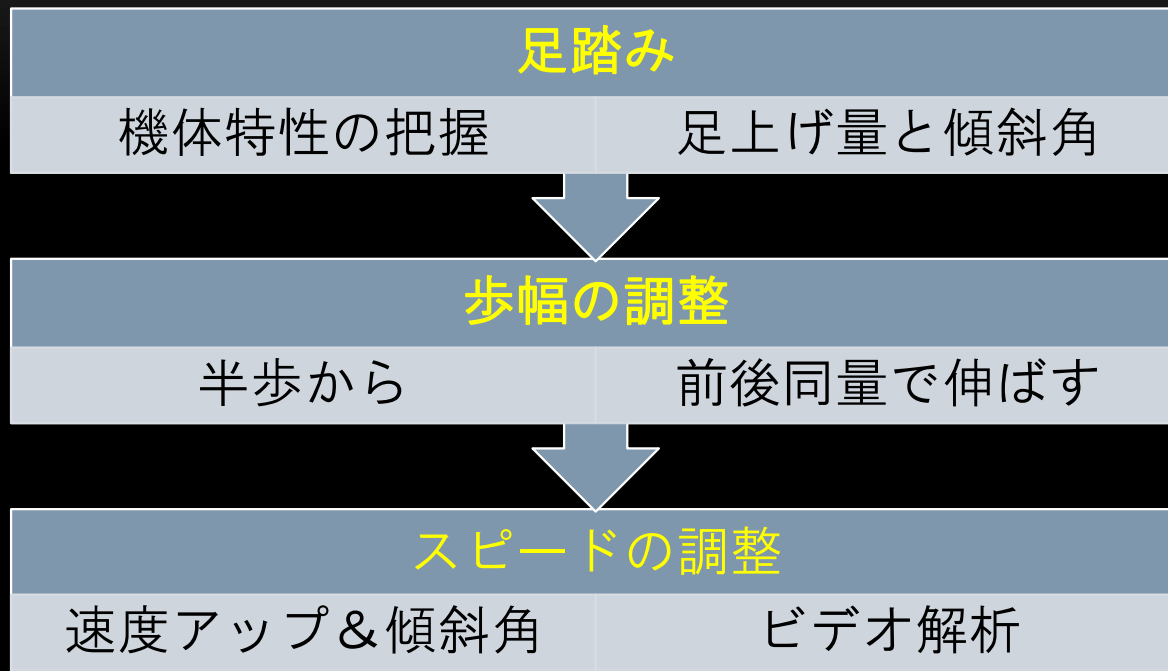 足踏み
機体特性の把握
足上げ量と傾斜角
歩幅の調整
半歩から
前後同量で伸ばす
スピードの調整
速度アップ＆傾斜角
ビデオ解析